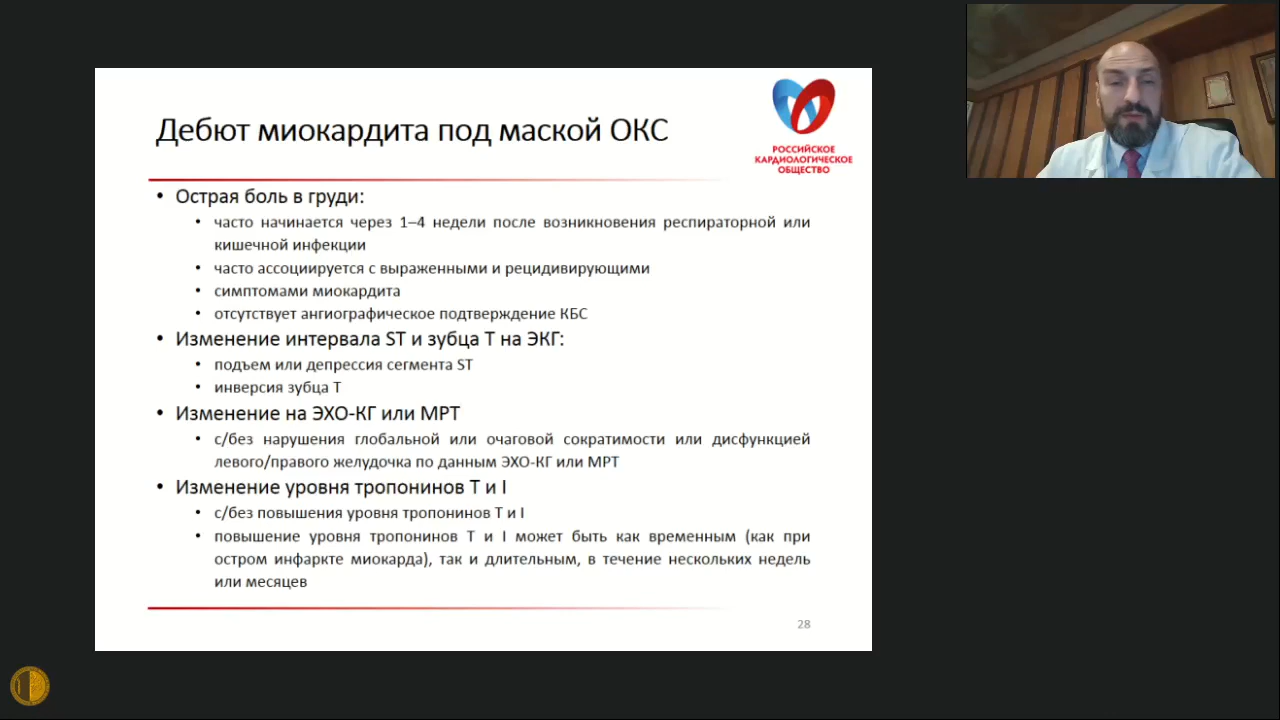 Дебют миокардита под маской ОКС
РОССИЙСКОЕ
КАРДИОЛОГИЧЕСКОЕ
ОБЩЕСТВО
• Острая боль в груди:
• часто начинается через 1–4 недели после возникновения респираторной или
кишечной инфекции
• часто ассоциируется с выраженными и рецидивирующими
• симптомами миокардита
• отсутствует ангиографическое подтверждение КБС
• Изменение интервала ST и зубца T на ЭКГ:
• подъем или депрессия сегмента ST
• инверсия зубца T
• Изменение на ЭХО-КГ или МРТ
• с/без нарушения глобальной или очаговой сократимости или дисфункцией
левого/правого желудочка по данным ЭХО-КГ или МРТ
• Изменение уровня тропонинов T и I
• с/без повышения уровня тропонинов T и I
• повышение уровня тропонинов T и I может быть как временным (как при
остром инфаркте миокарда), так и длительным, в течение нескольких недель
или месяцев
28